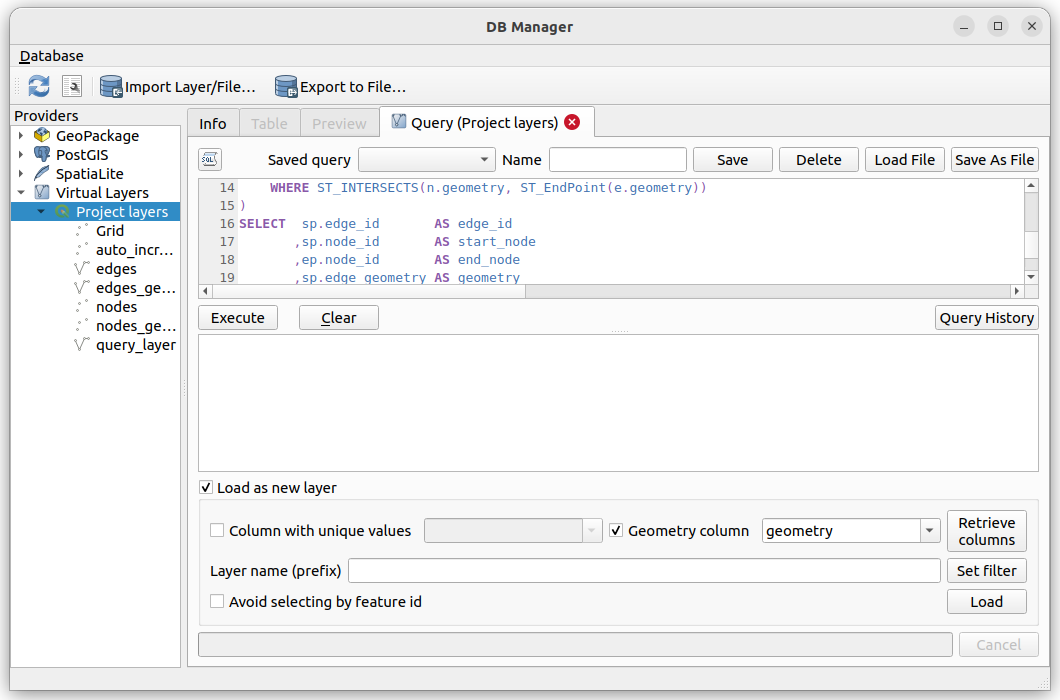 DB Manager
Database
Import Layer/File... Export to File...
Providers
GeoPackage
PostGIS
SpatiaLite
Virtual Layers
Project layers
Grid
auto_incr...
edges
edges_ge...
nodes
nodes_ge...
query_layer
Info Table Preview Query (Project layers)
SQL Saved query Name Save Delete Load File Save As File
14 WHERE ST_INTERSECTS(n.geometry, ST_EndPoint(e.geometry))
15 )
16 SELECT sp.edge_id AS edge_id
17 ,sp.node_id AS start_node
18 ,ep.node_id AS end_node
19 ,sp.edge_geometry AS geometry
Execute Clear Query History
Load as new layer
Column with unique values Geometry column geometry Retrieve columns
Layer name (prefix) Set filter
Avoid selecting by feature id Load
Cancel